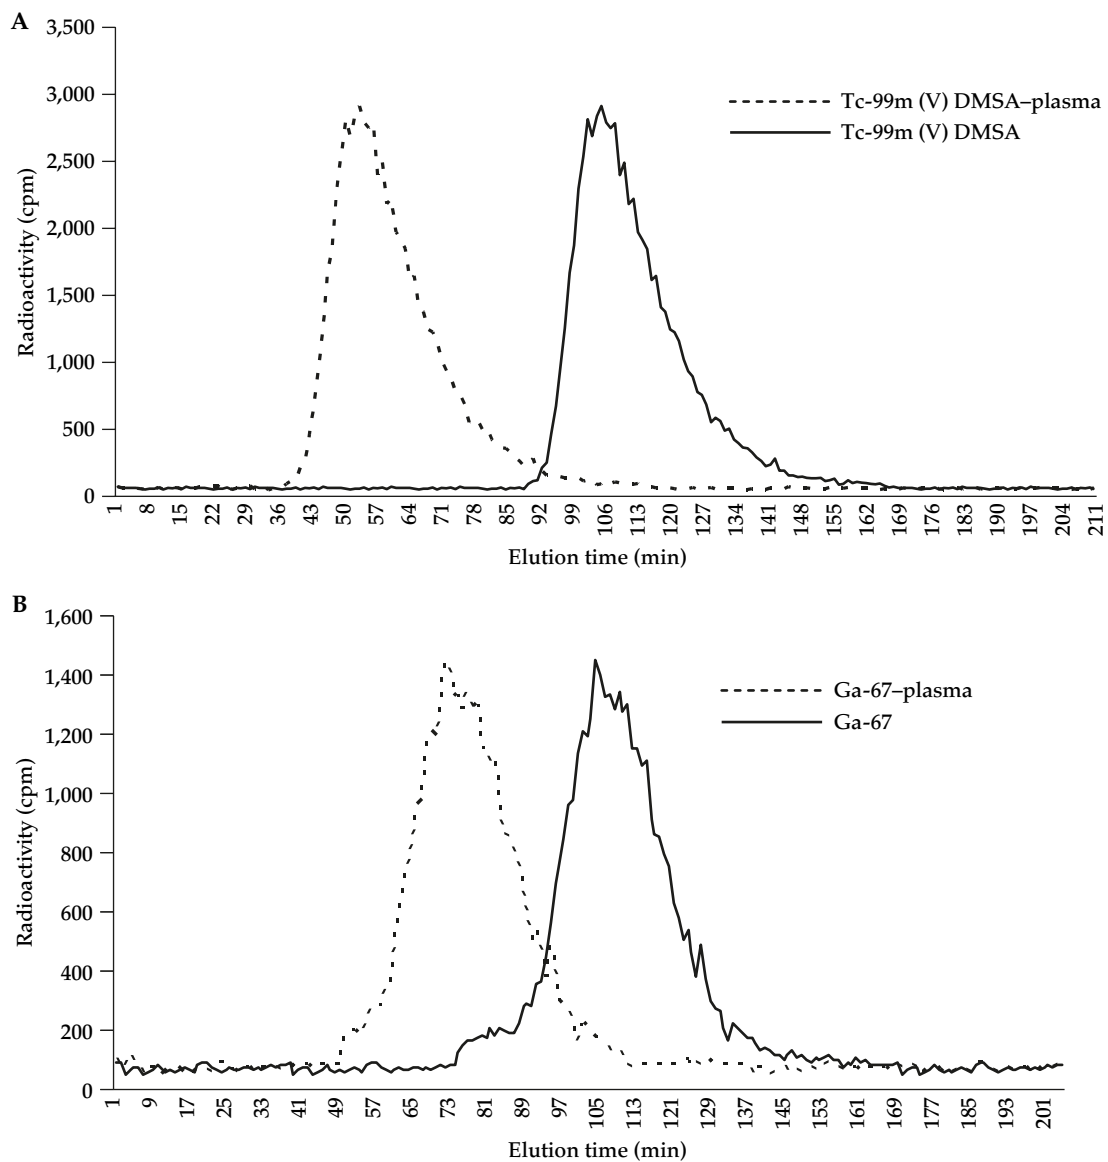 A
Radioactivity (cpm)
3,500
3,000
2,500
2,000
1,500
1,000
500
0
Tc-99m (V) DMSA–plasma
Tc-99m (V) DMSA
1 8 15 22 29 36 43 50 57 64 71 78 85 92 99 106 113 120 127 134 141 148 155 162 169 176 183 190 197 204 211
Elution time (min)
B
Radioactivity (cpm)
1,600
1,400
1,200
1,000
800
600
400
200
0
Ga-67–plasma
Ga-67
1 9 17 25 33 41 49 57 65 73 81 89 97 105 113 121 129 137 145 153 161 169 177 185 193 201
Elution time (min)